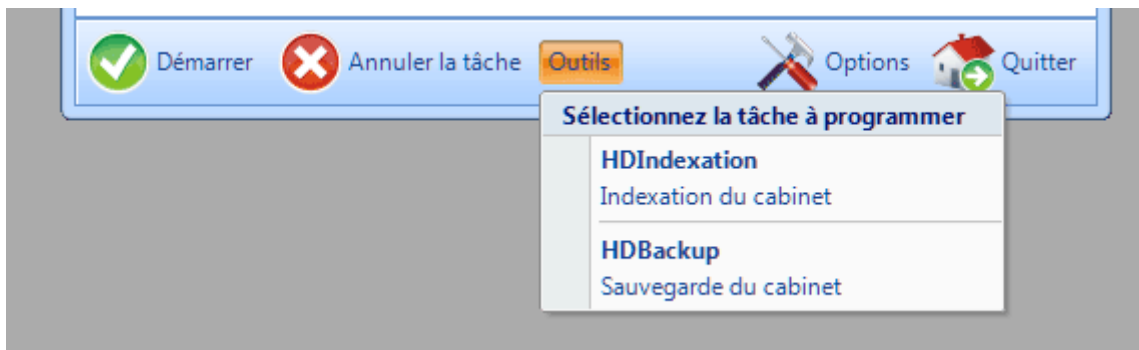 Démarrer Annuler la tâche Outils Options Quitter
Sélectionnez la tâche à programmer
HDIndexation
Indexation du cabinet
HDBackup
Sauvegarde du cabinet